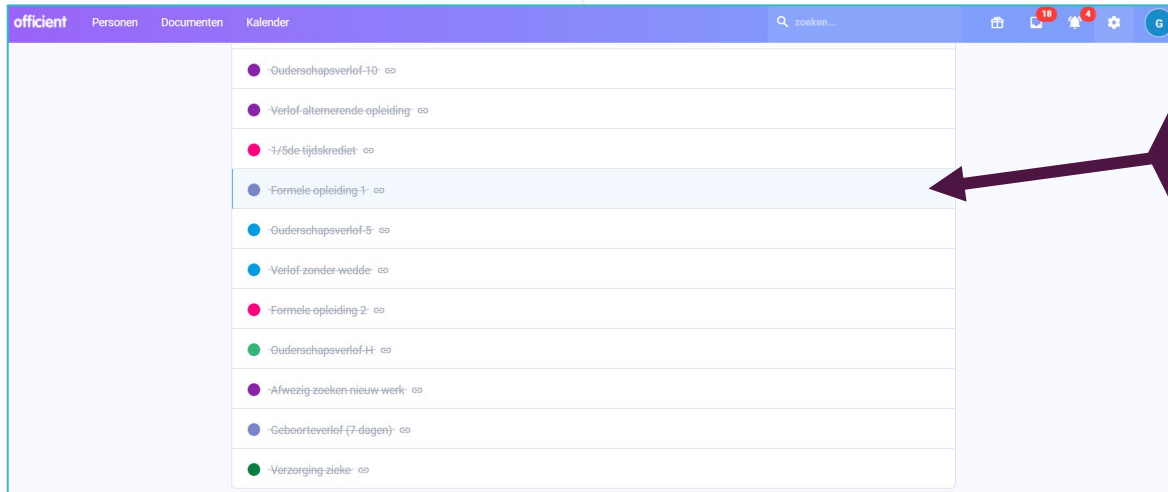 officient Personen Documenten Kalender zoeken... 18 4 G
Ouderschapsverlof 10
Verlof alternerende opleiding
1/5de tijdskrediet
Formele opleiding 1
Ouderschapsverlof 5
Verlof zonder wedde
Formele opleiding 2
Ouderschapsverlof H
Afwezig zoeken nieuw werk
Geboorteverlof (7 dagen)
Verzorging zieke